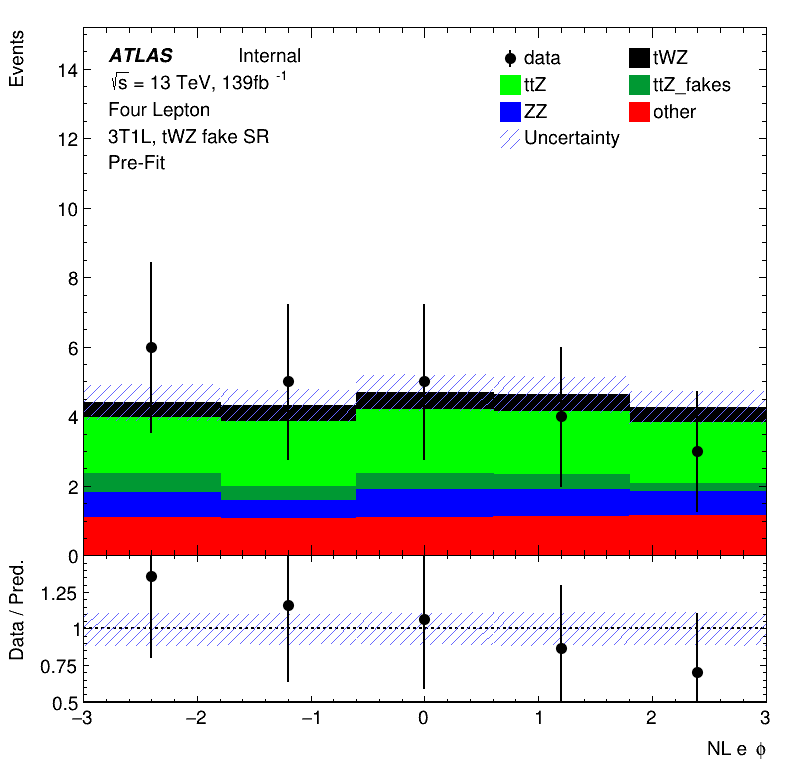 Events
ATLAS Internal
√s = 13 TeV, 139fb -1
Four Lepton
3T1L, tWZ fake SR
Pre-Fit
data
tWZ
ttZ
ttZ_fakes
ZZ
other
Uncertainty
14
12
10
8
6
4
2
0
Data / Pred.
1.25
1
0.75
0.5
−3 −2 −1 0 1 2 3
NL e ϕ